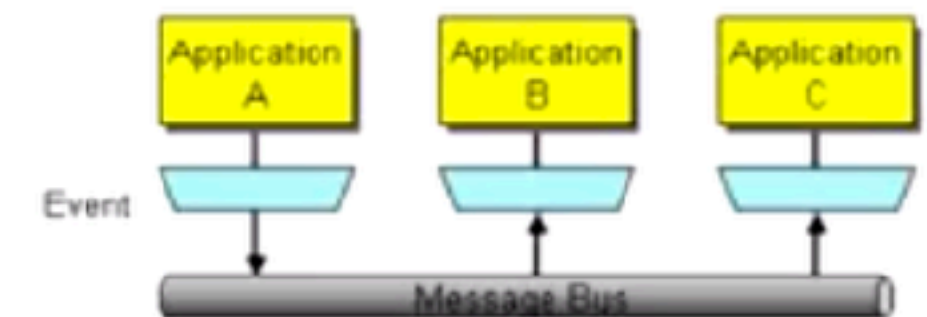 Application
A
Application
B
Application
C
Event
Message Bus